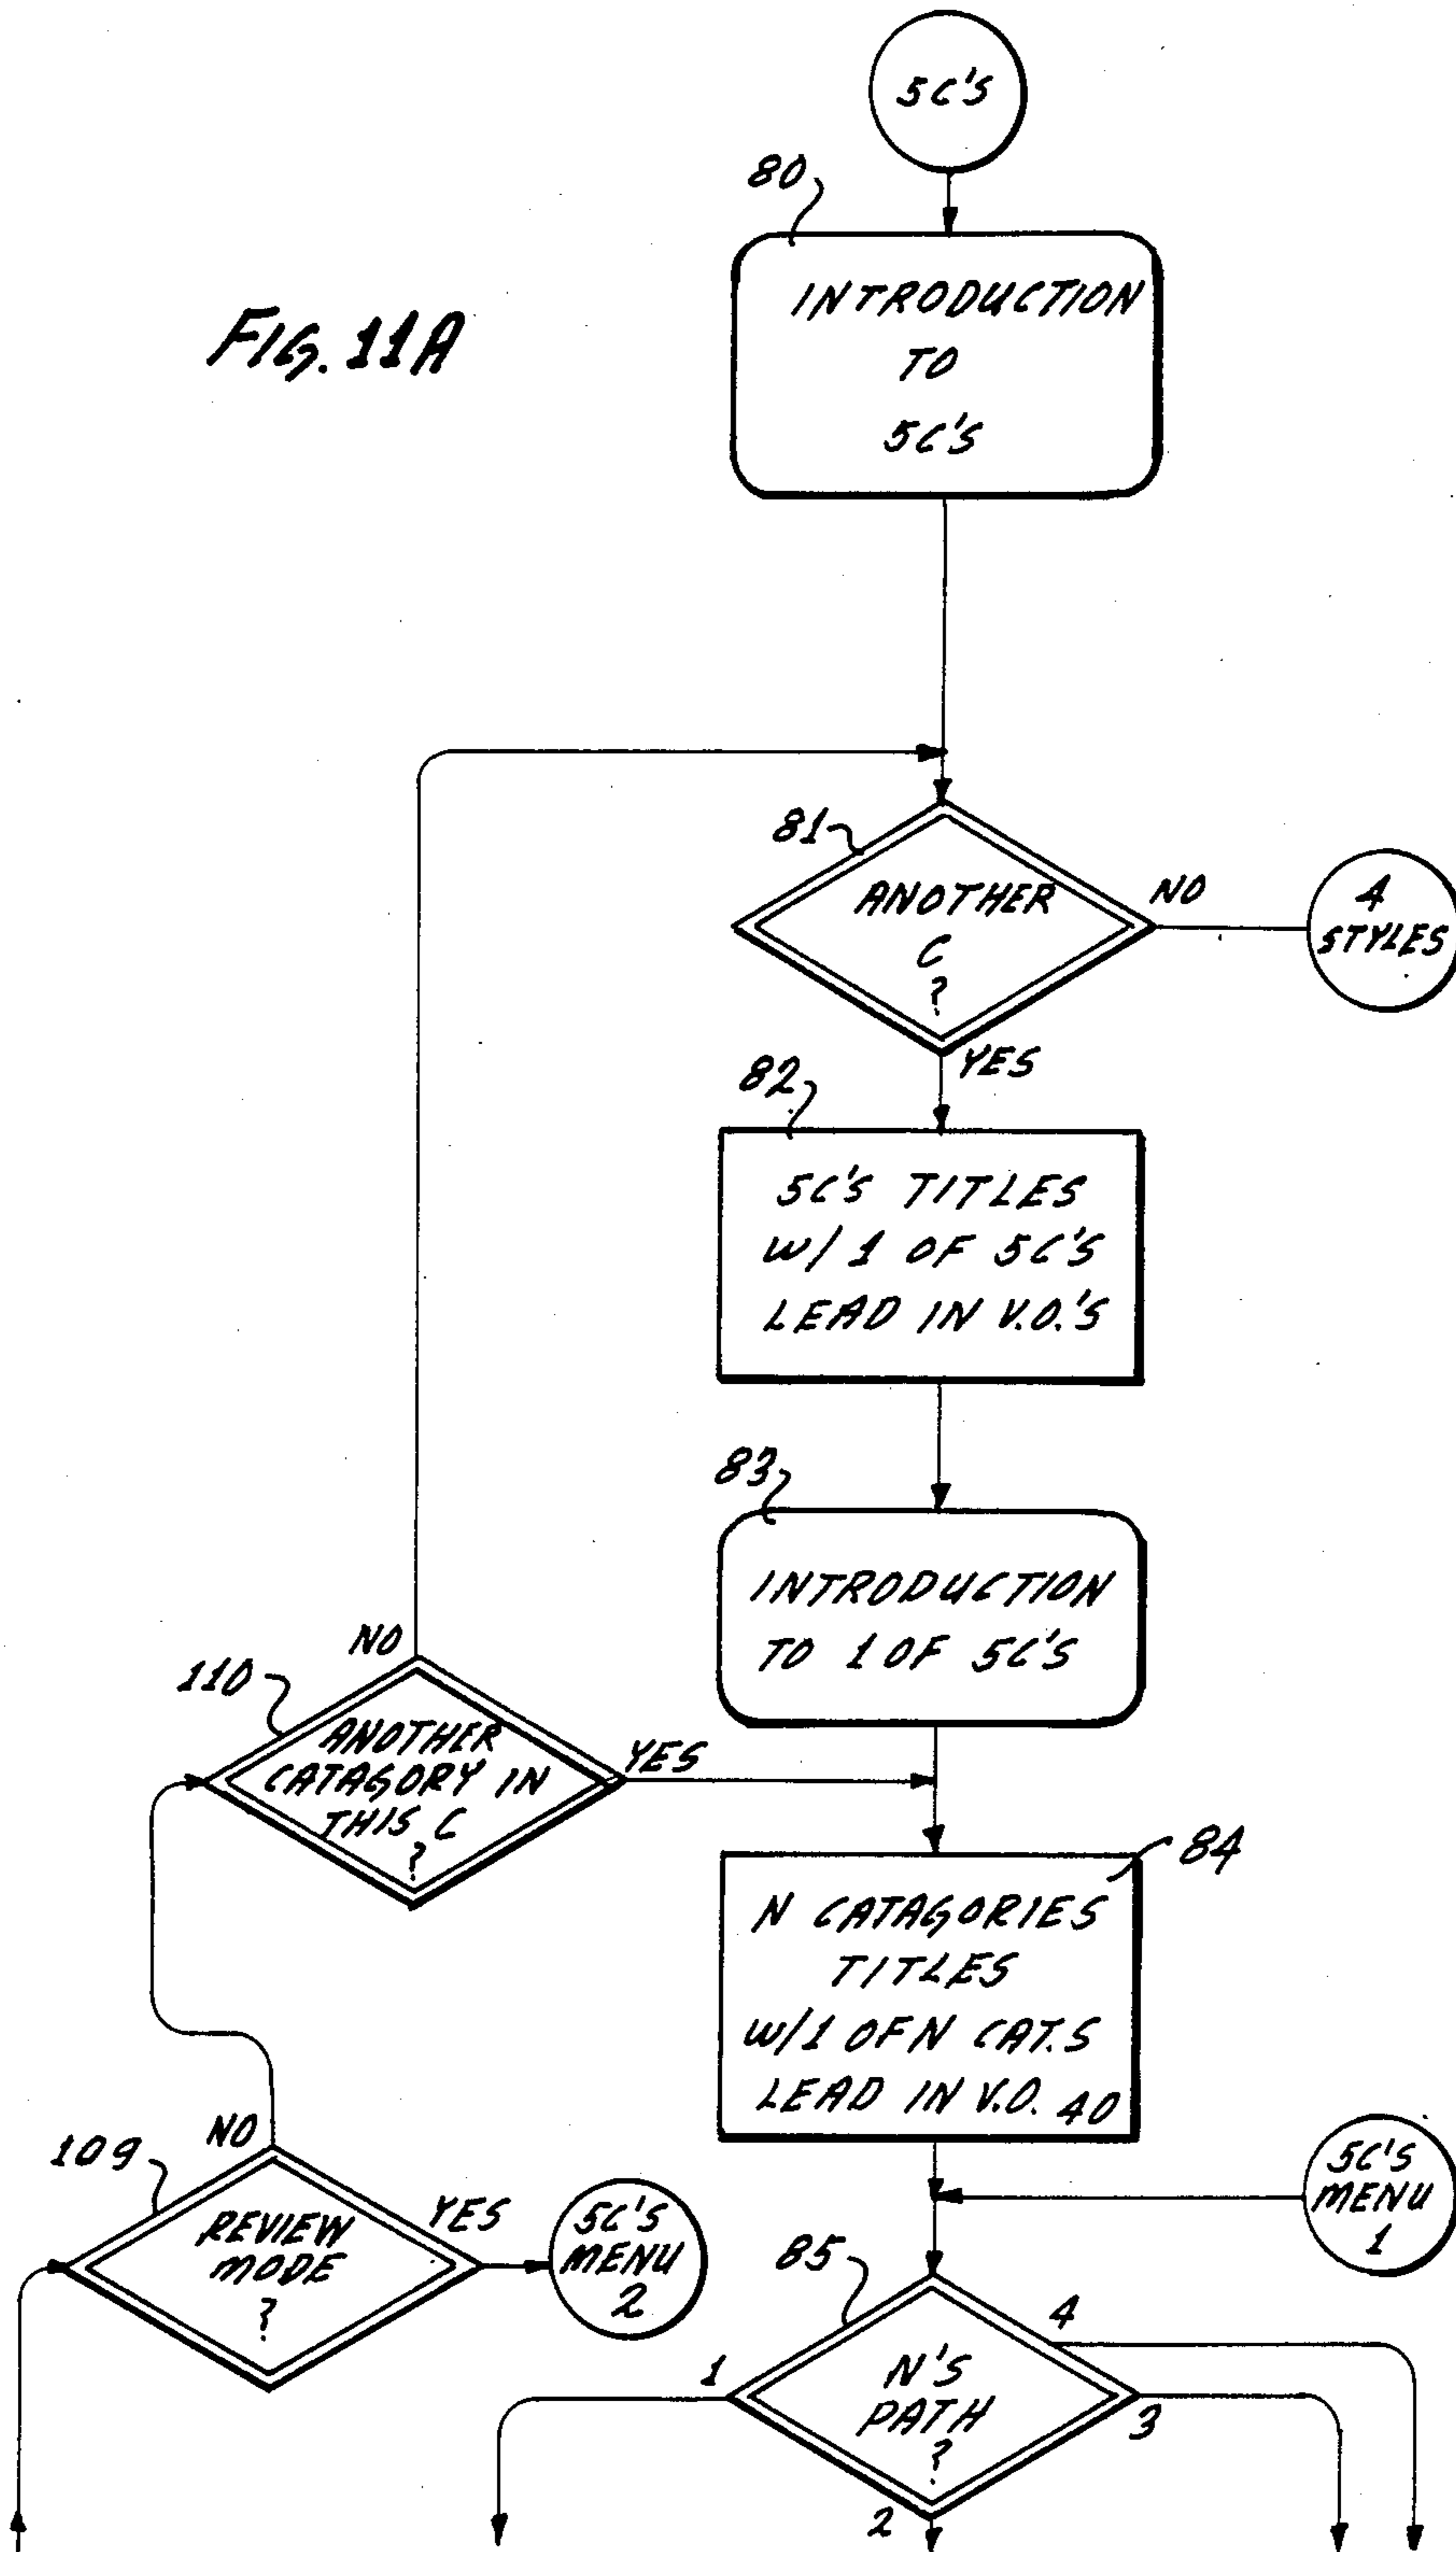 5C'S
80
INTRODUCTION
TO
5C'S
FIG. 11A
81
ANOTHER
C
?
NO
4
STYLES
YES
82
5C'S TITLES
W/ 1 OF 5C'S
LEAD IN V.O.'S
83
INTRODUCTION
TO 1 OF 5C'S
NO
110
ANOTHER
CATAGORY IN
THIS C
?
YES
84
N CATAGORIES
TITLES
W/1 OF N CAT.S
LEAD IN V.O. 40
NO
109
REVIEW
MODE
?
YES
5C'S
MENU
2
5C'S
MENU
1
85
N'S
PATH
?
1
2
3
4